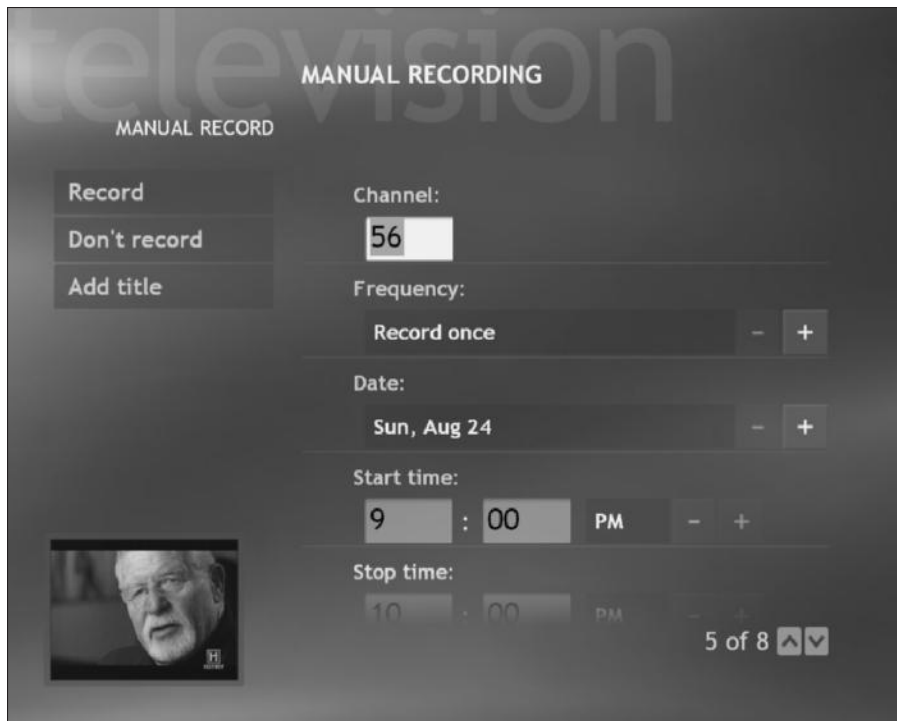 television
MANUAL RECORDING
MANUAL RECORD
Record
Don't record
Add title
Channel:
56
Frequency:
Record once - +
Date:
Sun, Aug 24 - +
Start time:
9 : 00 PM - +
Stop time:
10 : 00 PM - +
5 of 8
H
HISTORY